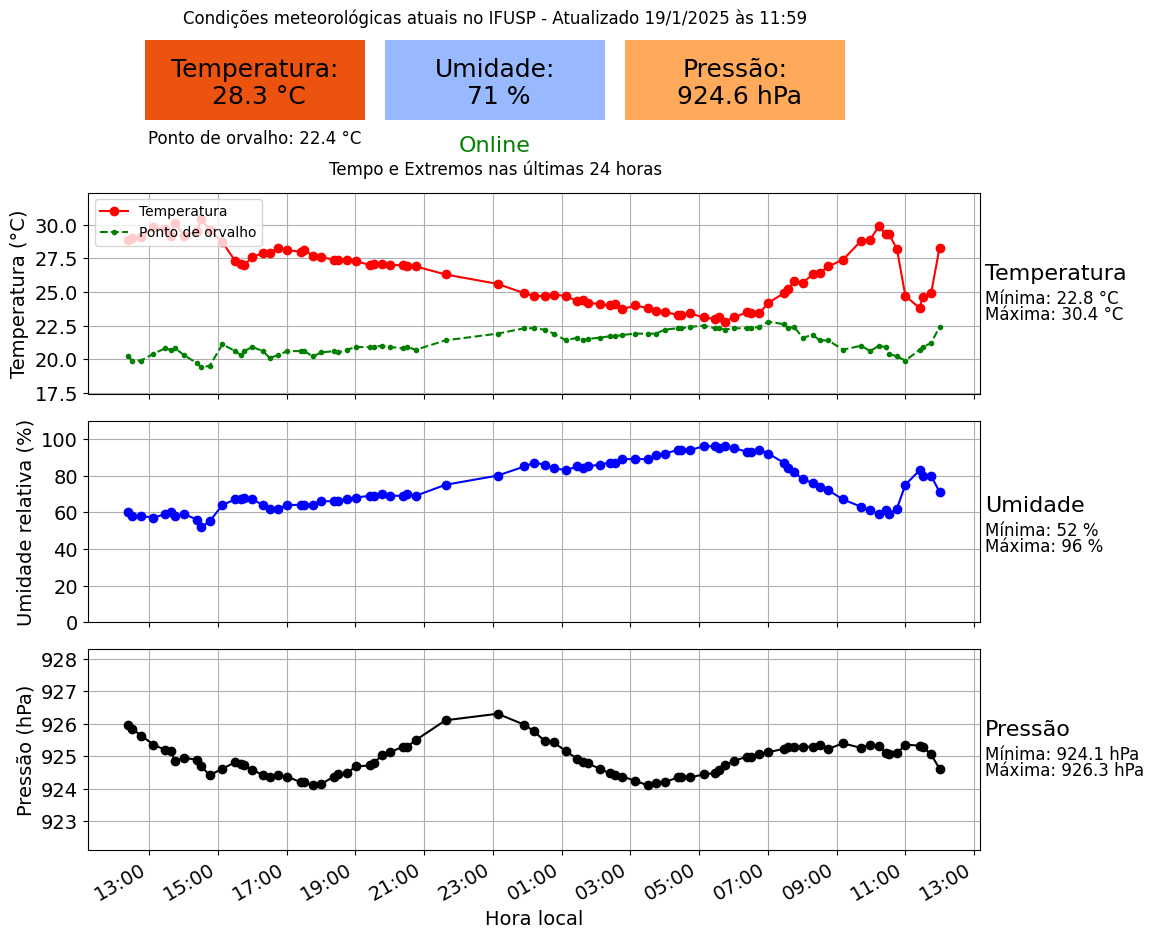 Condições meteorológicas atuais no IFUSP - Atualizado 19/1/2025 às 11:59
Temperatura:
28.3 °C
Umidade:
71 %
Pressão:
924.6 hPa
Ponto de orvalho: 22.4 °C
Online
Tempo e Extremos nas últimas 24 horas
Temperatura (°C)
30.0
27.5
25.0
22.5
20.0
17.5
Temperatura
Ponto de orvalho
Temperatura
Mínima: 22.8 °C
Máxima: 30.4 °C
Umidade relativa (%)
100
80
60
40
20
0
Umidade
Mínima: 52 %
Máxima: 96 %
Pressão (hPa)
928
927
926
925
924
923
Pressão
Mínima: 924.1 hPa
Máxima: 926.3 hPa
13:00 15:00 17:00 19:00 21:00 23:00 01:00 03:00 05:00 07:00 09:00 11:00 13:00
Hora local